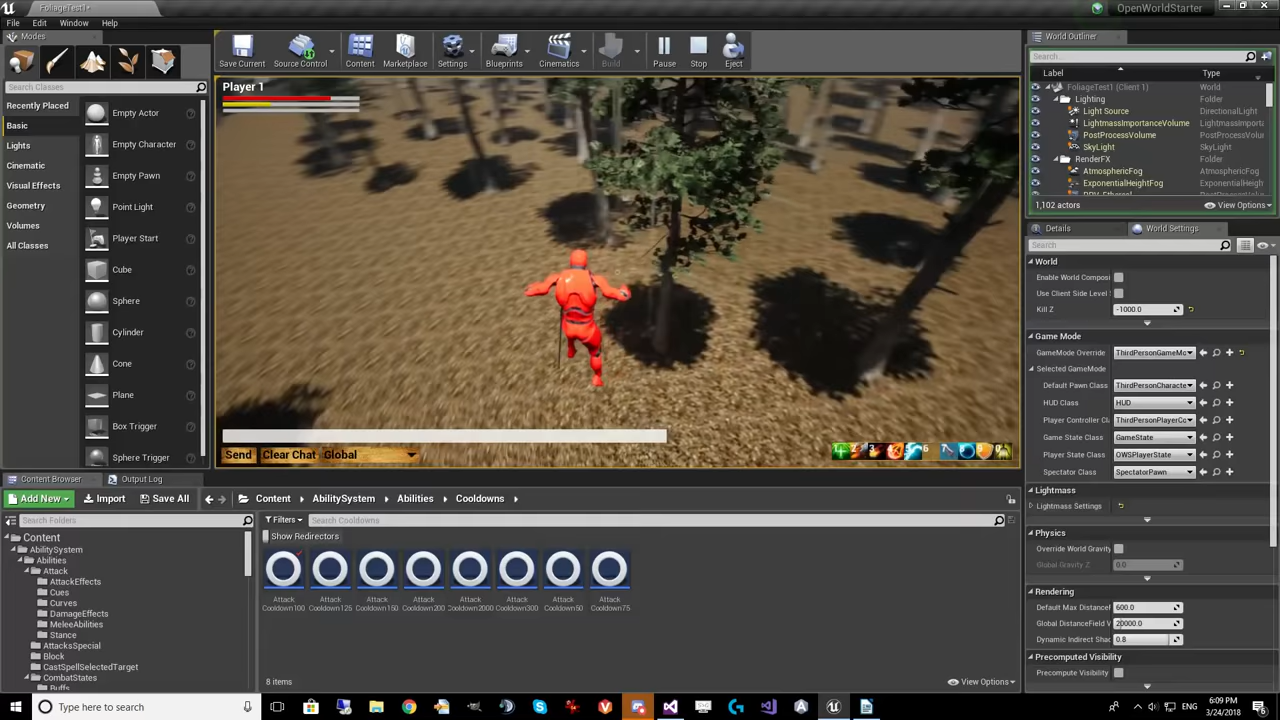 FoliageTest1*
OpenWorldStarter
File Edit Window Help
Modes
Search Classes
Recently Placed
Basic
Lights
Cinematic
Visual Effects
Geometry
Volumes
All Classes
Empty Actor
Empty Character
Empty Pawn
Point Light
Player Start
Cube
Sphere
Cylinder
Cone
Plane
Box Trigger
Sphere Trigger
Save Current Source Control Content Marketplace Settings Blueprints Cinematics Build Pause Stop Eject
Player 1
Send Clear Chat Global
World Outliner
Search...
Label Type
FoliageTest1 (Client 1) World
Lighting Folder
Light Source DirectionalLight
LightmassImportanceVolume LightmassImporta
PostProcessVolume PostProcessVolume
SkyLight SkyLight
RenderFX Folder
AtmosphericFog AtmosphericFog
ExponentialHeightFog ExponentialHeightF
1,102 actors View Options
Details World Settings
Search
World
Enable World Composi
Use Client Side Level
Kill Z -1000.0
Game Mode
GameMode Override ThirdPersonGameMo
Selected GameMode
Default Pawn Class ThirdPersonCharacte
HUD Class HUD
Player Controller Cl ThirdPersonPlayerCo
Game State Class GameState
Player State Class OWSPlayerState
Spectator Class SpectatorPawn
Lightmass
Lightmass Settings
Physics
Override World Gravity
Global Gravity Z 0.0
Rendering
Default Max Distance 600.0
Global DistanceField V 20000.0
Dynamic Indirect Sha 0.8
Precomputed Visibility
Precompute Visibility
Content Browser Output Log
Add New Import Save All Content AbilitySystem Abilities Cooldowns
Search Folders
Filters Search Cooldowns
Show Redirectors
Content
AbilitySystem
Abilities
Attack
AttackEffects
Cues
Curves
DamageEffects
MeleeAbilities
Stance
AttacksSpecial
Block
CastSpellSelectedTarget
CombatStates
Buffs
Attack Cooldown100
Attack Cooldown125
Attack Cooldown150
Attack Cooldown200
Attack Cooldown2000
Attack Cooldown300
Attack Cooldown50
Attack Cooldown75
8 items View Options
Type here to search
ENG
6:09 PM
3/24/2018